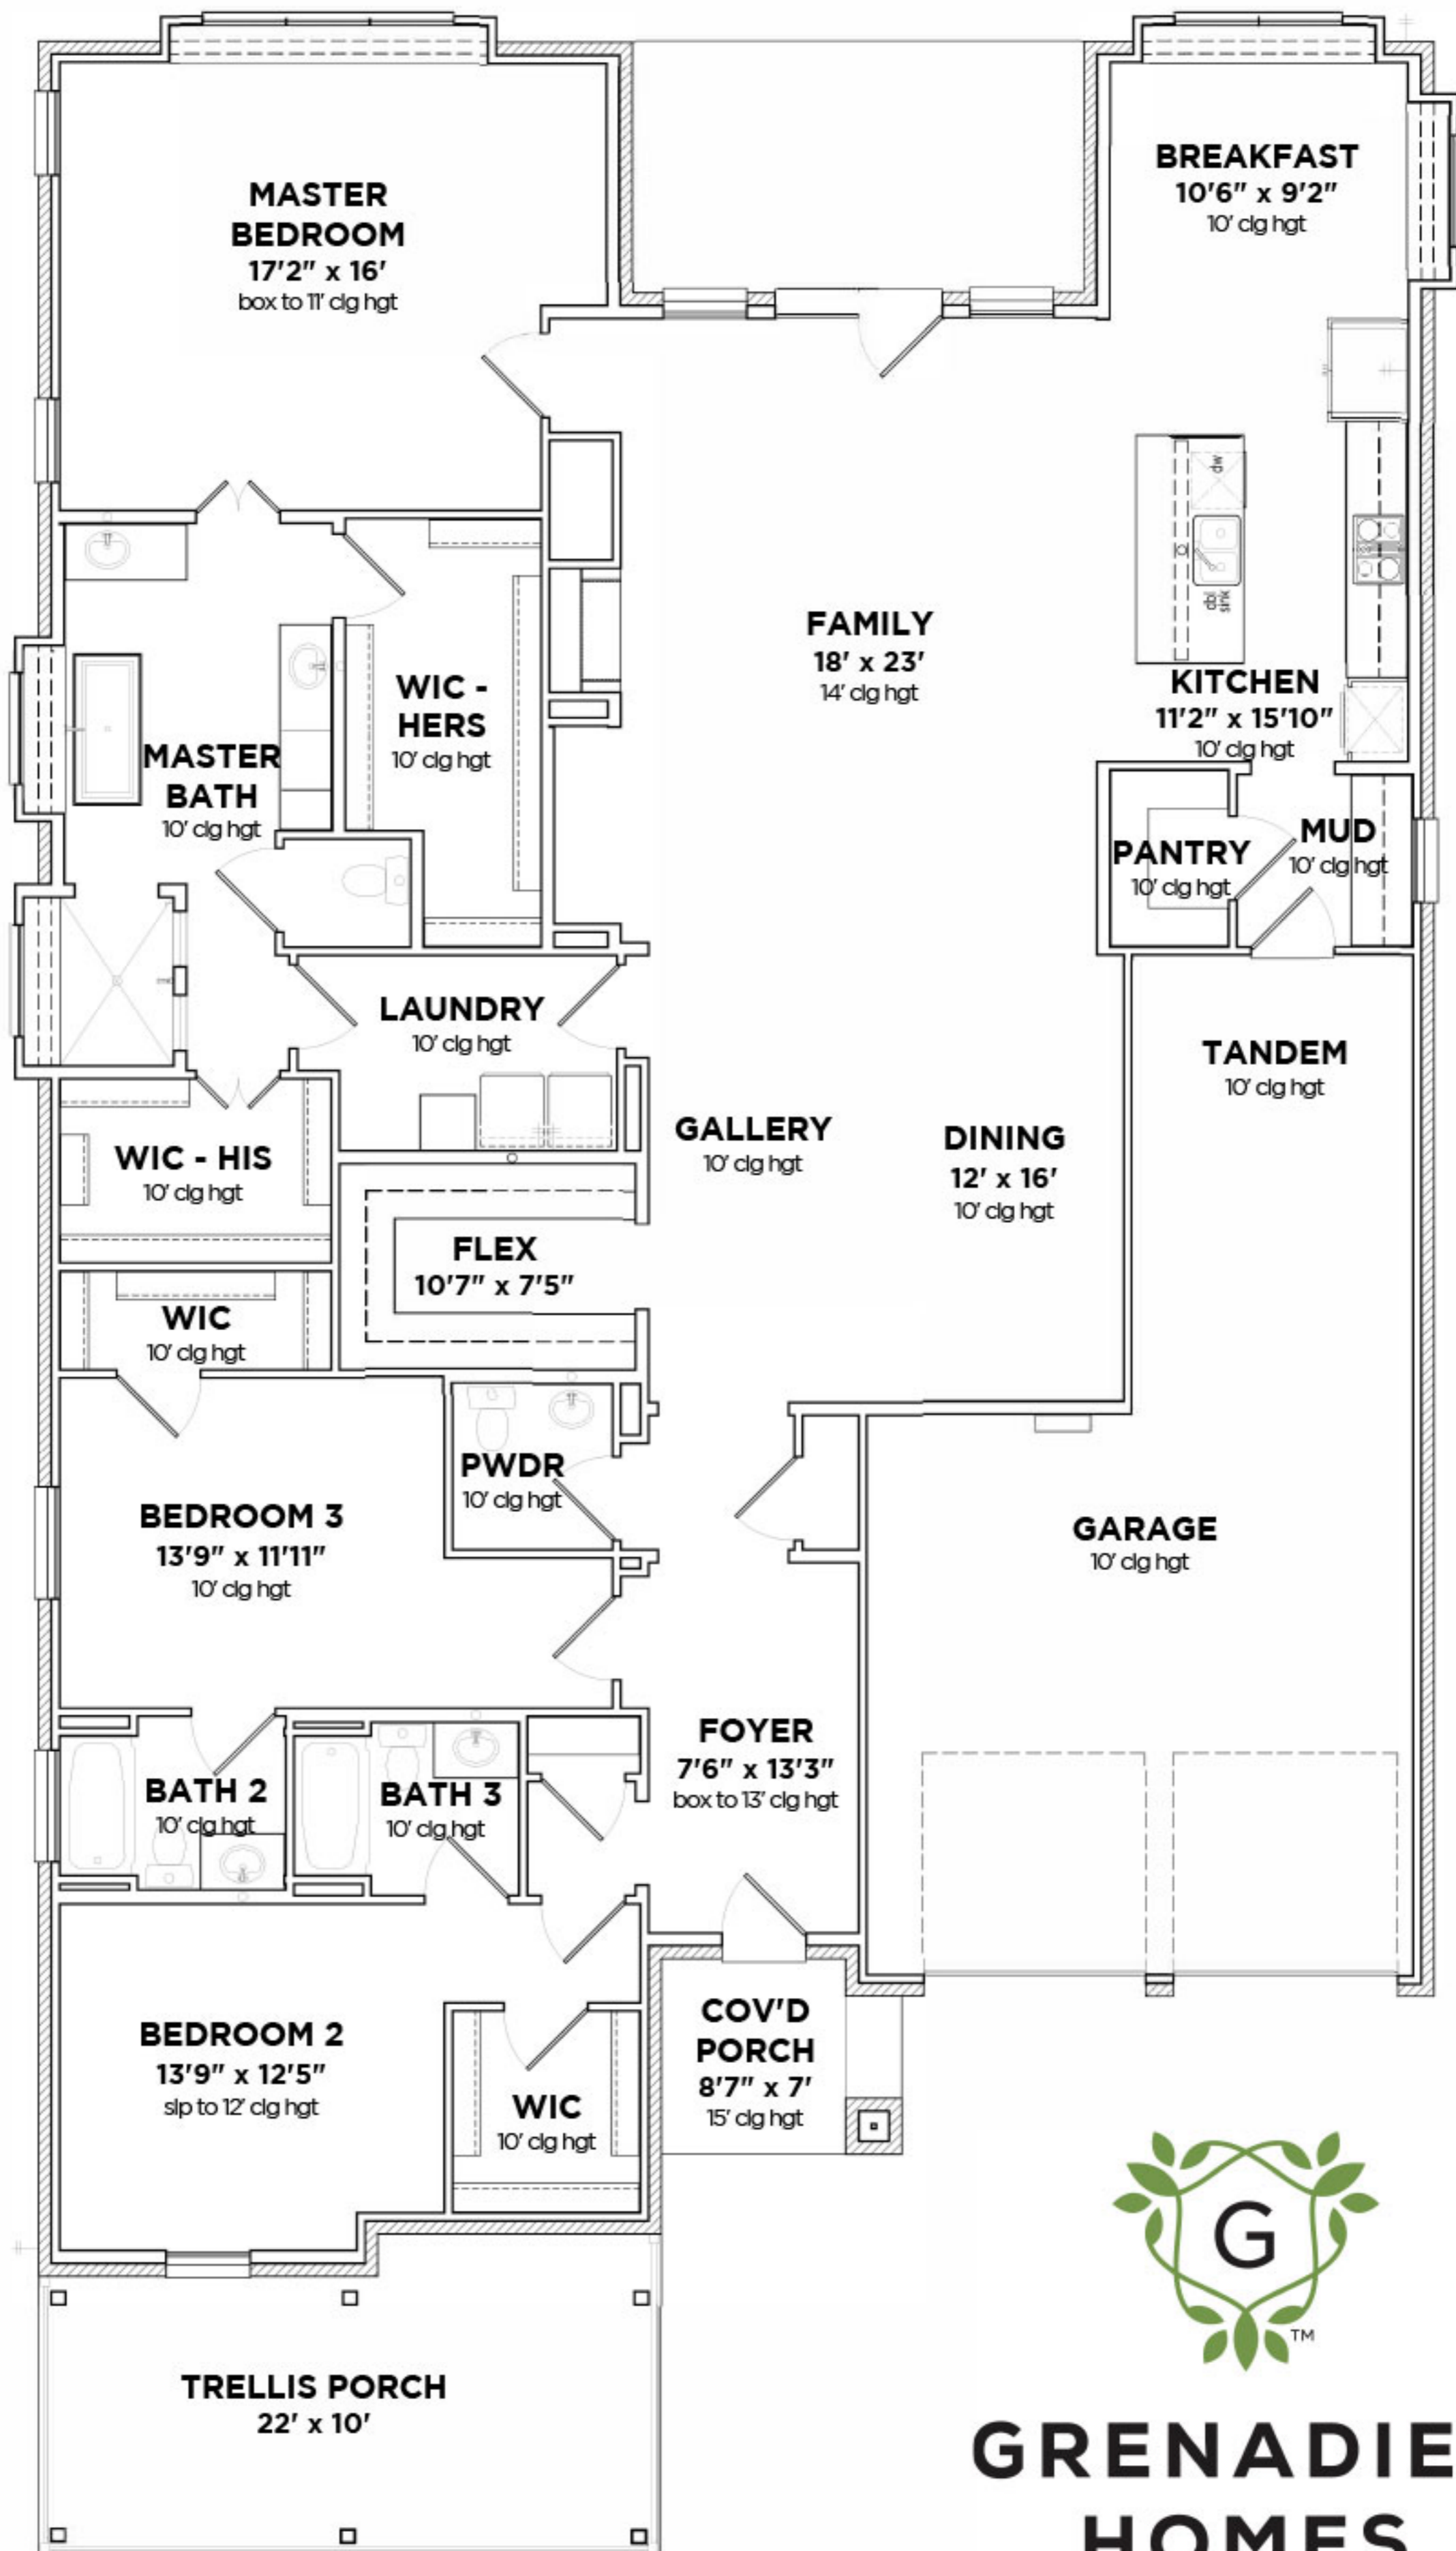 MASTER
BEDROOM
17'2" x 16'
box to 11' clg hgt
BREAKFAST
10'6" x 9'2"
10' clg hgt
dw
dbl
sink
FAMILY
18' x 23'
14' clg hgt
KITCHEN
11'2" x 15'10"
10' clg hgt
WIC -
HERS
10' clg hgt
MASTER
BATH
10' clg hgt
PANTRY
10' clg hgt
MUD
10' clg hgt
LAUNDRY
10' clg hgt
TANDEM
10' clg hgt
GALLERY
10' clg hgt
DINING
12' x 16'
10' clg hgt
WIC - HIS
10' clg hgt
FLEX
10'7" x 7'5"
WIC
10' clg hgt
PWDR
10' clg hgt
BEDROOM 3
13'9" x 11'11"
10' clg hgt
GARAGE
10' clg hgt
FOYER
7'6" x 13'3"
box to 13' clg hgt
BATH 2
10' clg hgt
BATH 3
10' clg hgt
BEDROOM 2
13'9" x 12'5"
slp to 12' clg hgt
WIC
10' clg hgt
COV'D
PORCH
8'7" x 7'
15' clg hgt
TRELLIS PORCH
22' x 10'
G
TM
GRENADIE
HOMES